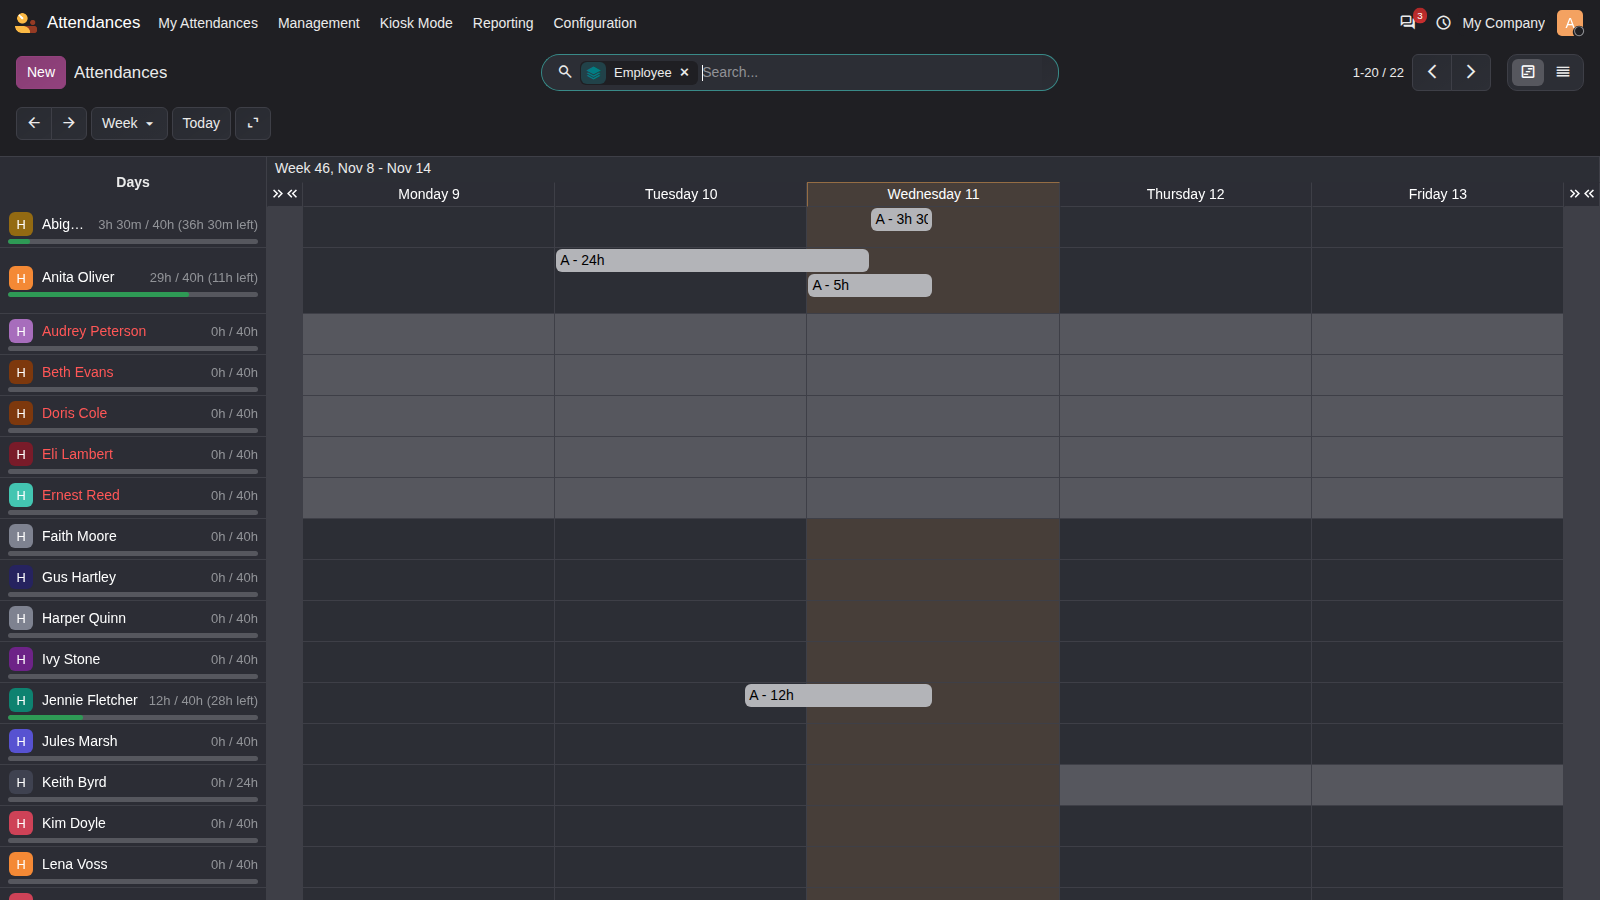 Attendances My Attendances Management Kiosk Mode Reporting Configuration 3 My Company A
New Attendances Employee × Search... 1-20 / 22
Week Today
Week 46, Nov 8 - Nov 14
Days
Monday 9 Tuesday 10 Wednesday 11 Thursday 12 Friday 13
H Abig... 3h 30m / 40h (36h 30m left) A - 3h 30
A - 24h
H Anita Oliver 29h / 40h (11h left)
A - 5h
H Audrey Peterson 0h / 40h
H Beth Evans 0h / 40h
H Doris Cole 0h / 40h
H Eli Lambert 0h / 40h
H Ernest Reed 0h / 40h
H Faith Moore 0h / 40h
H Gus Hartley 0h / 40h
H Harper Quinn 0h / 40h
H Ivy Stone 0h / 40h
H Jennie Fletcher 12h / 40h (28h left) A - 12h
H Jules Marsh 0h / 40h
H Keith Byrd 0h / 24h
H Kim Doyle 0h / 40h
H Lena Voss 0h / 40h